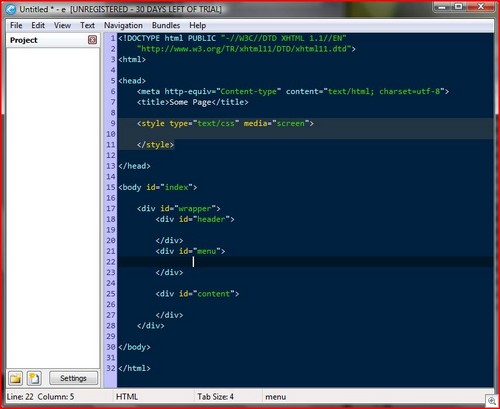 Untitled * - e  [UNREGISTERED - 30 DAYS LEFT OF TRIAL]
File Edit View Text Navigation Bundles Help
Project
1 <!DOCTYPE html PUBLIC "-//W3C//DTD XHTML 1.1//EN"
2 "http://www.w3.org/TR/xhtml11/DTD/xhtml11.dtd">
3 <html>
4
5 <head>
6 <meta http-equiv="Content-type" content="text/html; charset=utf-8">
7 <title>Some Page</title>
8
9 <style type="text/css" media="screen">
10
11 </style>
12
13 </head>
14
15 <body id="index">
16
17 <div id="wrapper">
18 <div id="header">
19
20 </div>
21 <div id="menu">
22
23 </div>
24
25 <div id="content">
26
27 </div>
28 </div>
29
30 </body>
31
32 </html>
Settings
Line: 22 Column: 5 HTML Tab Size: 4 menu